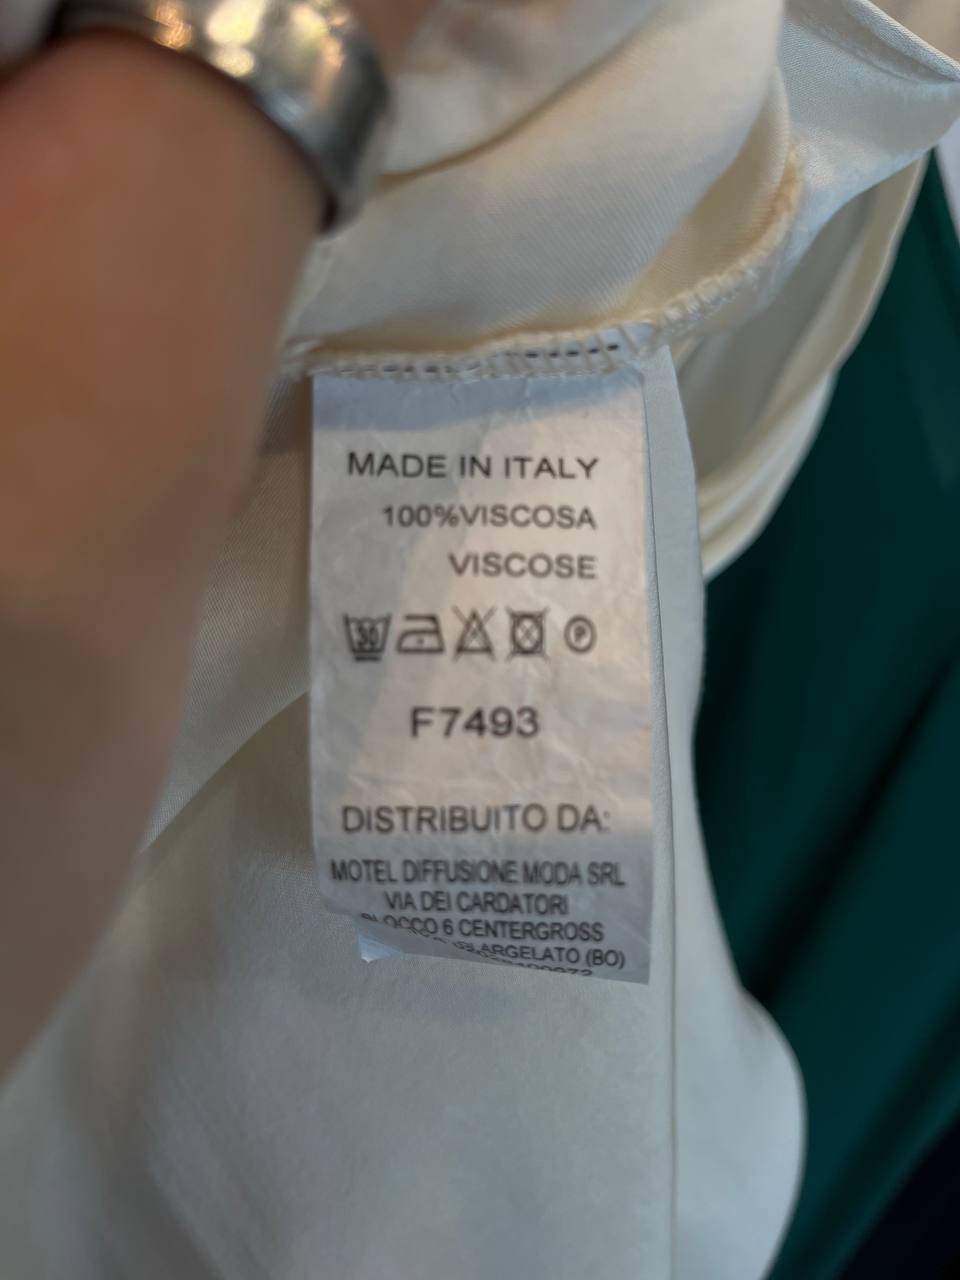 MADE IN ITALY
100%VISCOSA
VISCOSE
30
P
F7493
DISTRIBUITO DA:
MOTEL DIFFUSIONE MODA SRL
VIA DEI CARDATORI
BLOCCO 6 CENTERGROSS
ARGELATO (BO)